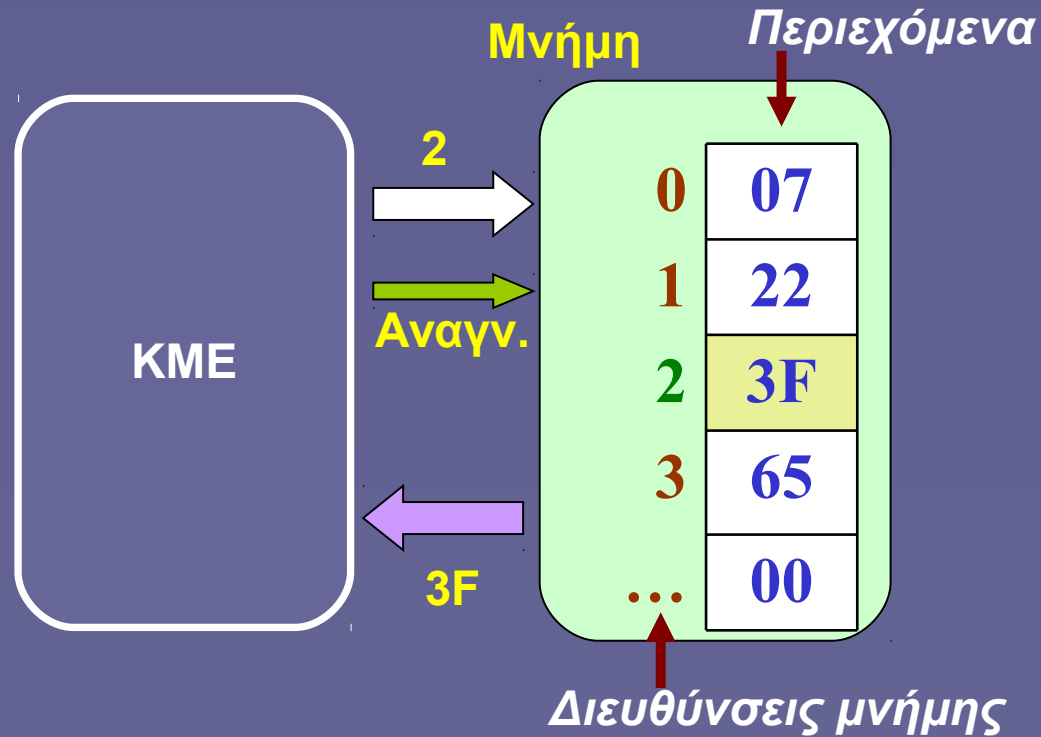 Περιεχόμενα
Μνήμη
2
0 07
1 22
Αναγν.
ΚΜΕ
2 3F
3 65
3F
... 00
Διευθύνσεις μνήμης